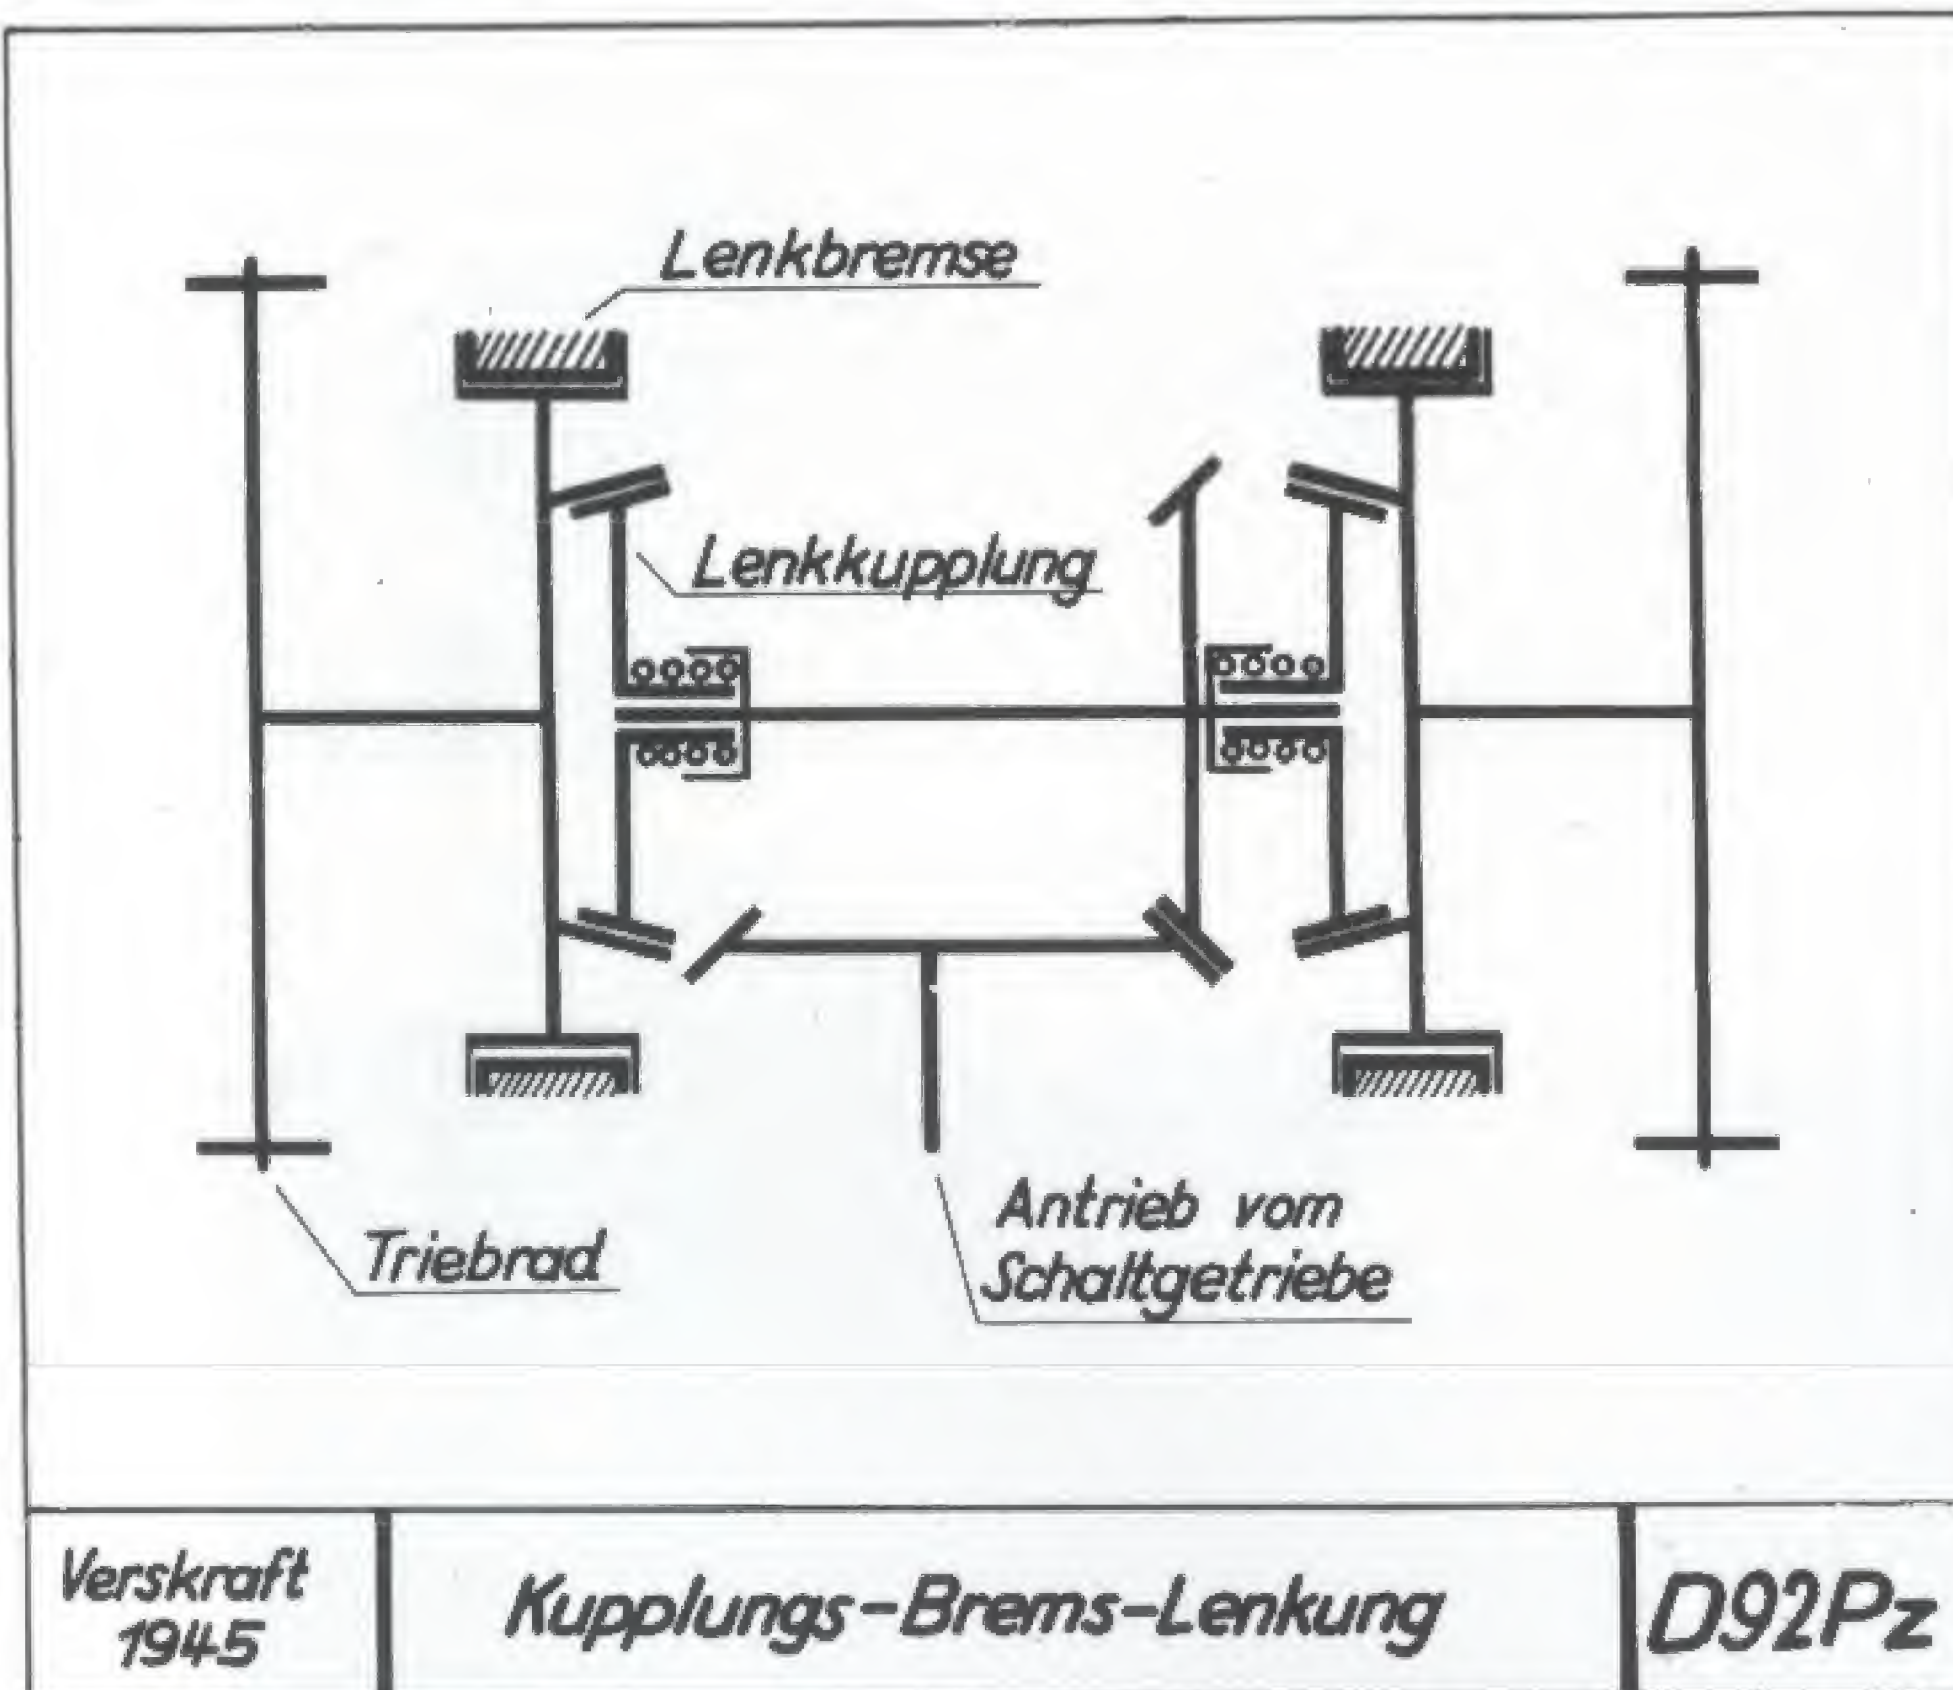 Lenkbremse
Lenkkupplung
Triebrad
Antrieb vom
Schaltgetriebe
Verskraft
1945
Kupplungs-Brems-Lenkung
D92Pz